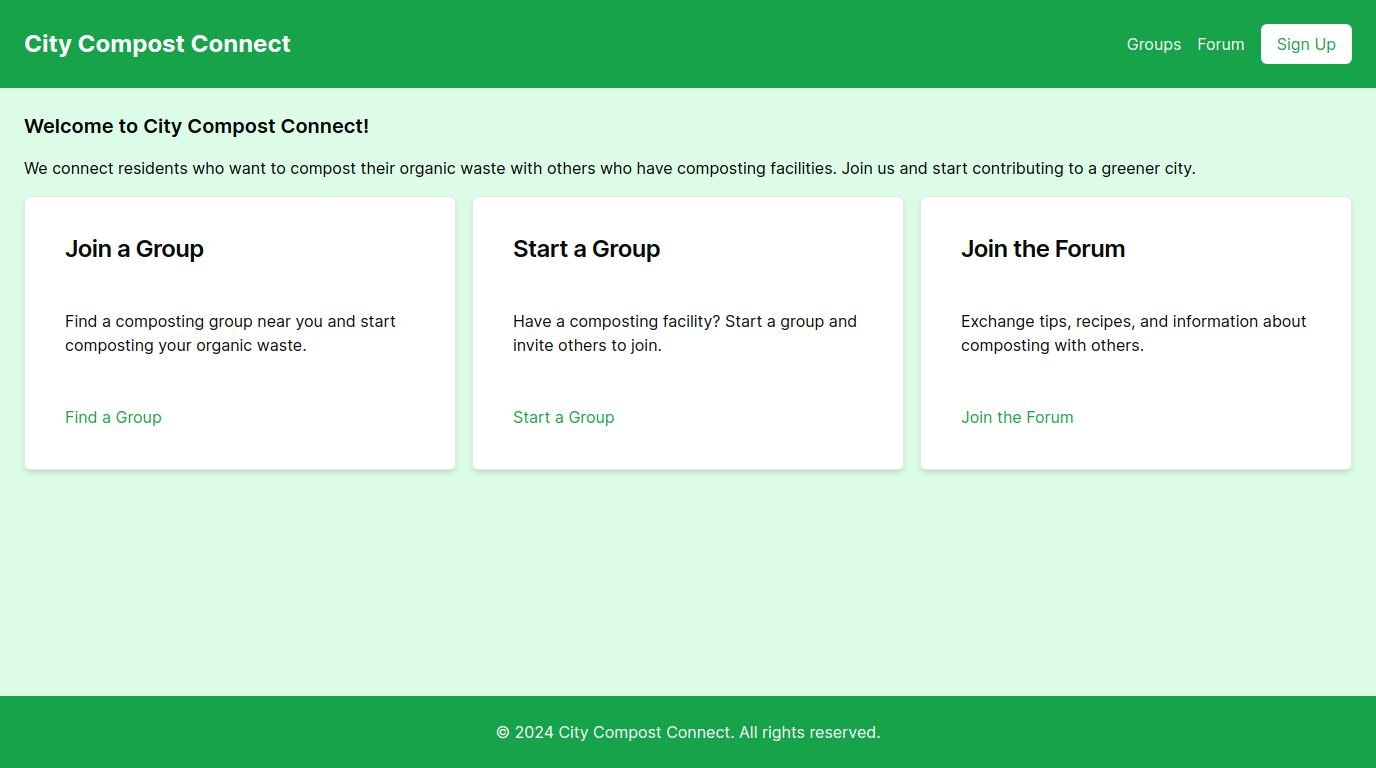 City Compost Connect
Groups
Forum
Sign Up
Welcome to City Compost Connect!
We connect residents who want to compost their organic waste with others who have composting facilities. Join us and start contributing to a greener city.
Join a Group
Find a composting group near you and start
composting your organic waste.
Find a Group
Start a Group
Have a composting facility? Start a group and
invite others to join.
Start a Group
Join the Forum
Exchange tips, recipes, and information about
composting with others.
Join the Forum
© 2024 City Compost Connect. All rights reserved.